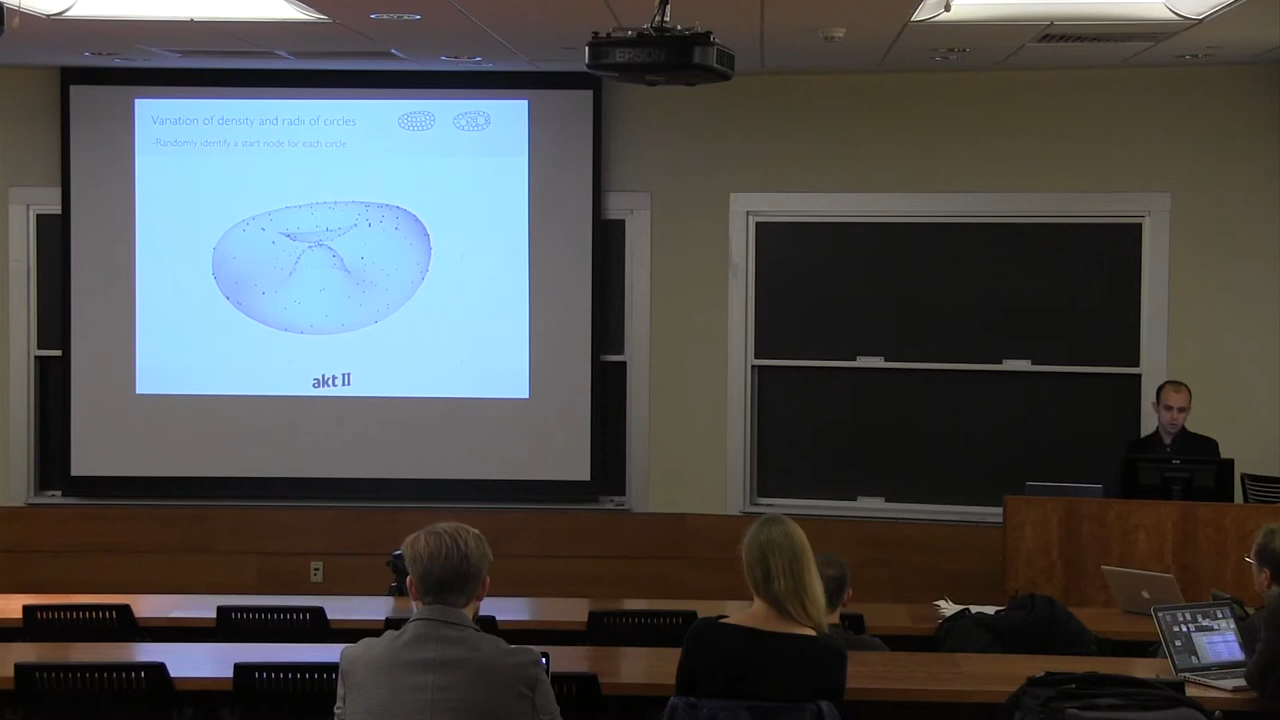 EPSON
Variation of density and radii of circles
-Randomly identify a start node for each circle
akt II